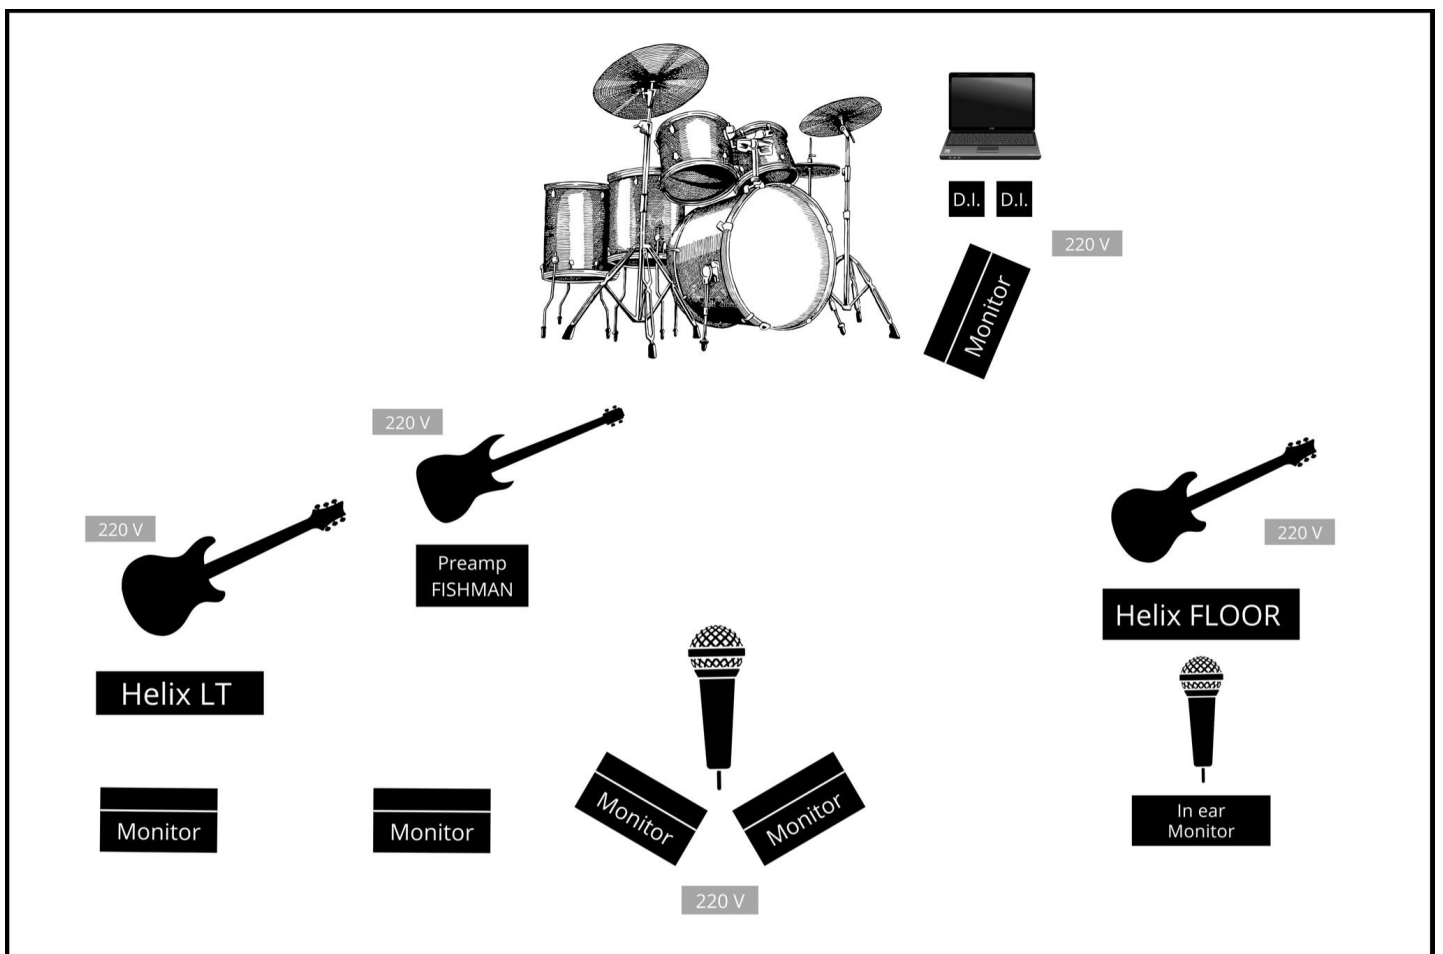 D.I.
D.I.
220 V
Monitor
220 V
220 V
220 V
Preamp
FISHMAN
Helix FLOOR
Helix LT
Monitor
Monitor
Monitor
Monitor
In ear
Monitor
220 V